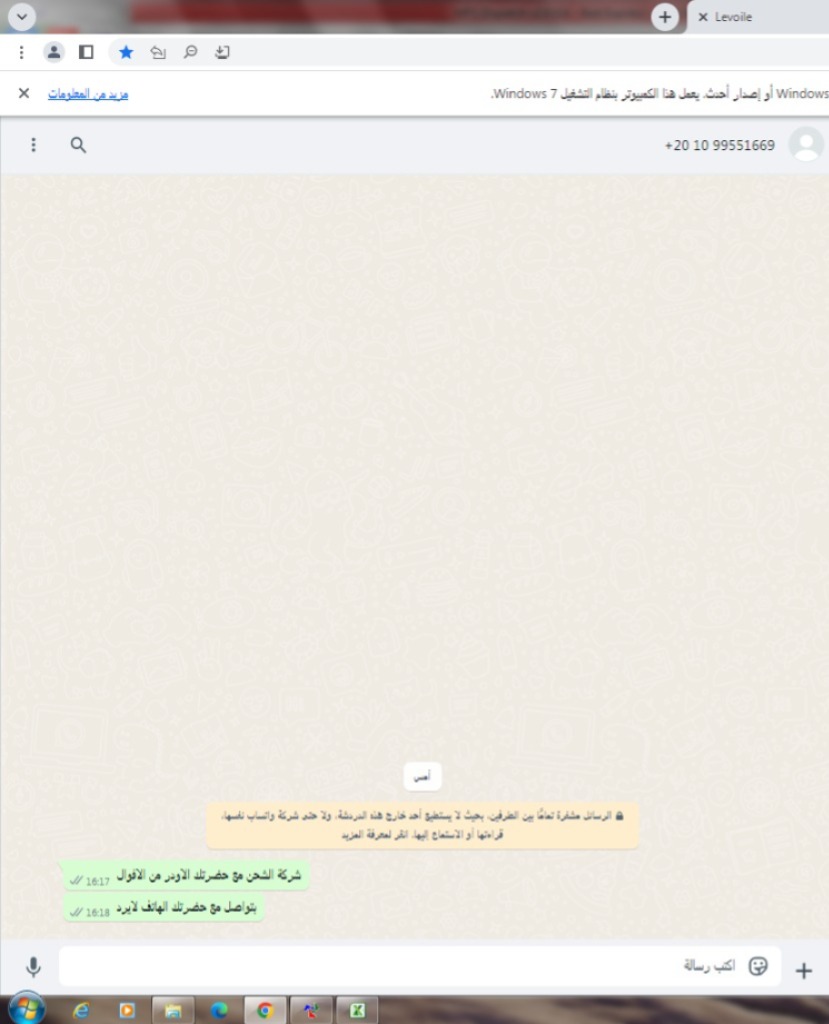 Levoile
Windows أو إصدار أحدث. يعمل هذا الكمبيوتر بنظام التشغيل Windows 7.
مزيد من المعلومات
+20 10 99551669
أمس
الرسائل مشفرة تمامًا بين الطرفين، بحيث لا يستطيع أحد خارج هذه الدردشة، ولا حتى شركة واتساب نفسها،
قراءتها أو الاستماع إليها. انقر لمعرفة المزيد
شركة الشحن مع حضرتك الاودر من الاڤوال 16:17
بتواصل مع حضرتك الهاتف لايرد 16:18
اكتب رسالة